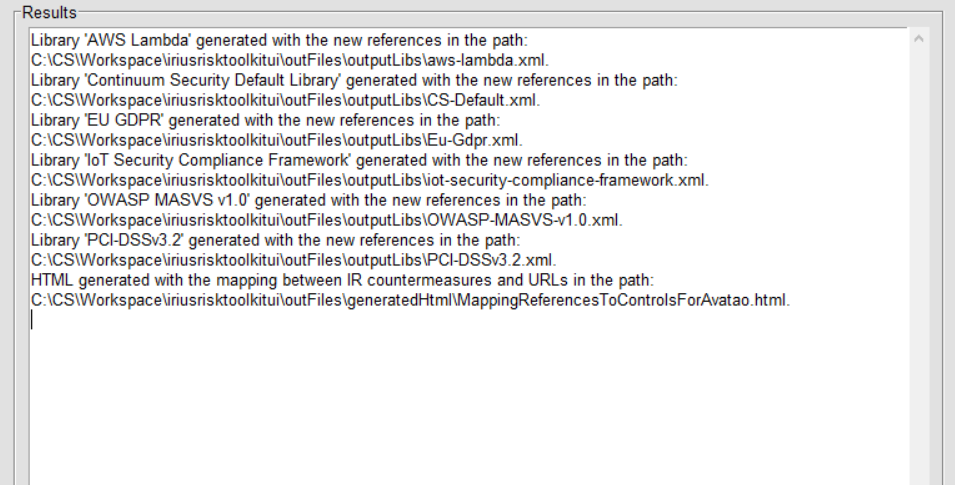 Results
Library 'AWS Lambda' generated with the new references in the path:
C:\CS\Workspace\iriusrisktoolkitui\outFiles\outputLibs\aws-lambda.xml.
Library 'Continuum Security Default Library' generated with the new references in the path:
C:\CS\Workspace\iriusrisktoolkitui\outFiles\outputLibs\CS-Default.xml.
Library 'EU GDPR' generated with the new references in the path:
C:\CS\Workspace\iriusrisktoolkitui\outFiles\outputLibs\Eu-Gdpr.xml.
Library 'IoT Security Compliance Framework' generated with the new references in the path:
C:\CS\Workspace\iriusrisktoolkitui\outFiles\outputLibs\iot-security-compliance-framework.xml.
Library 'OWASP MASVS v1.0' generated with the new references in the path:
C:\CS\Workspace\iriusrisktoolkitui\outFiles\outputLibs\OWASP-MASVS-v1.0.xml.
Library 'PCI-DSSv3.2' generated with the new references in the path:
C:\CS\Workspace\iriusrisktoolkitui\outFiles\outputLibs\PCI-DSSv3.2.xml.
HTML generated with the mapping between IR countermeasures and URLs in the path:
C:\CS\Workspace\iriusrisktoolkitui\outFiles\generatedHtml\MappingReferencesToControlsForAvatao.html.